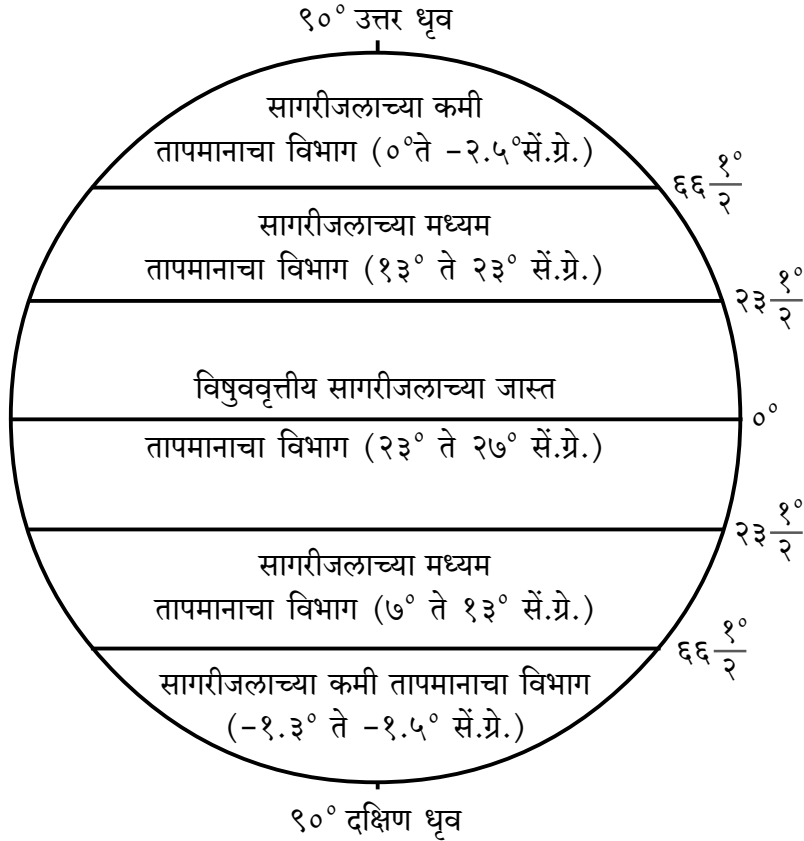 ९०° उत्तर धृव
सागरीजलाच्या कमी
तापमानाचा विभाग (०°ते -२.५°सें.ग्रे.)
६६ १°/२
सागरीजलाच्या मध्यम
तापमानाचा विभाग (१३° ते २३° सें.ग्रे.)
२३ १°/२
विषुववृत्तीय सागरीजलाच्या जास्त
०°
तापमानाचा विभाग (२३° ते २७° सें.ग्रे.)
२३ १°/२
सागरीजलाच्या मध्यम
तापमानाचा विभाग (७° ते १३° सें.ग्रे.)
६६ १°/२
सागरीजलाच्या कमी तापमानाचा विभाग
(-१.३° ते -१.५° सें.ग्रे.)
९०° दक्षिण धृव